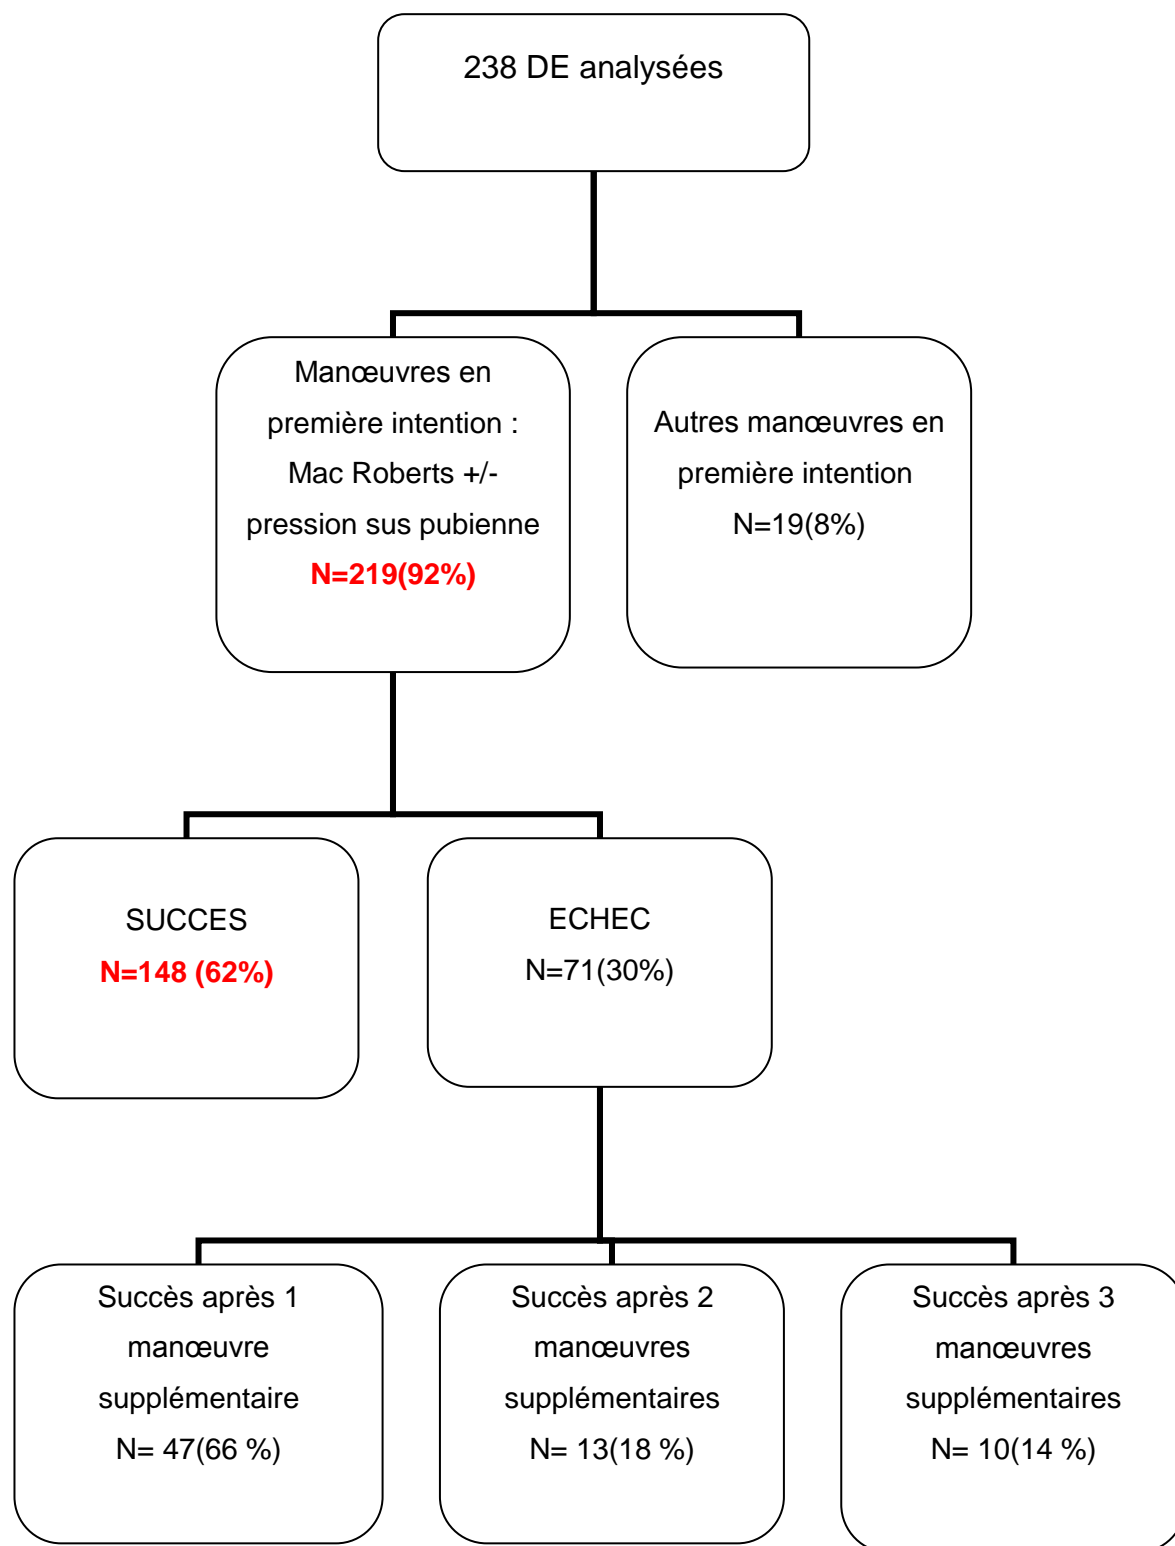 238 DE analysées
Manœuvres en
première intention :
Mac Roberts +/-
pression sus pubienne
N=219(92%)
Autres manœuvres en
première intention
N=19(8%)
SUCCES
N=148 (62%)
ECHEC
N=71(30%)
Succès après 1
manœuvre
supplémentaire
N= 47(66 %)
Succès après 2
manœuvres
supplémentaires
N= 13(18 %)
Succès après 3
manœuvres
supplémentaires
N= 10(14 %)